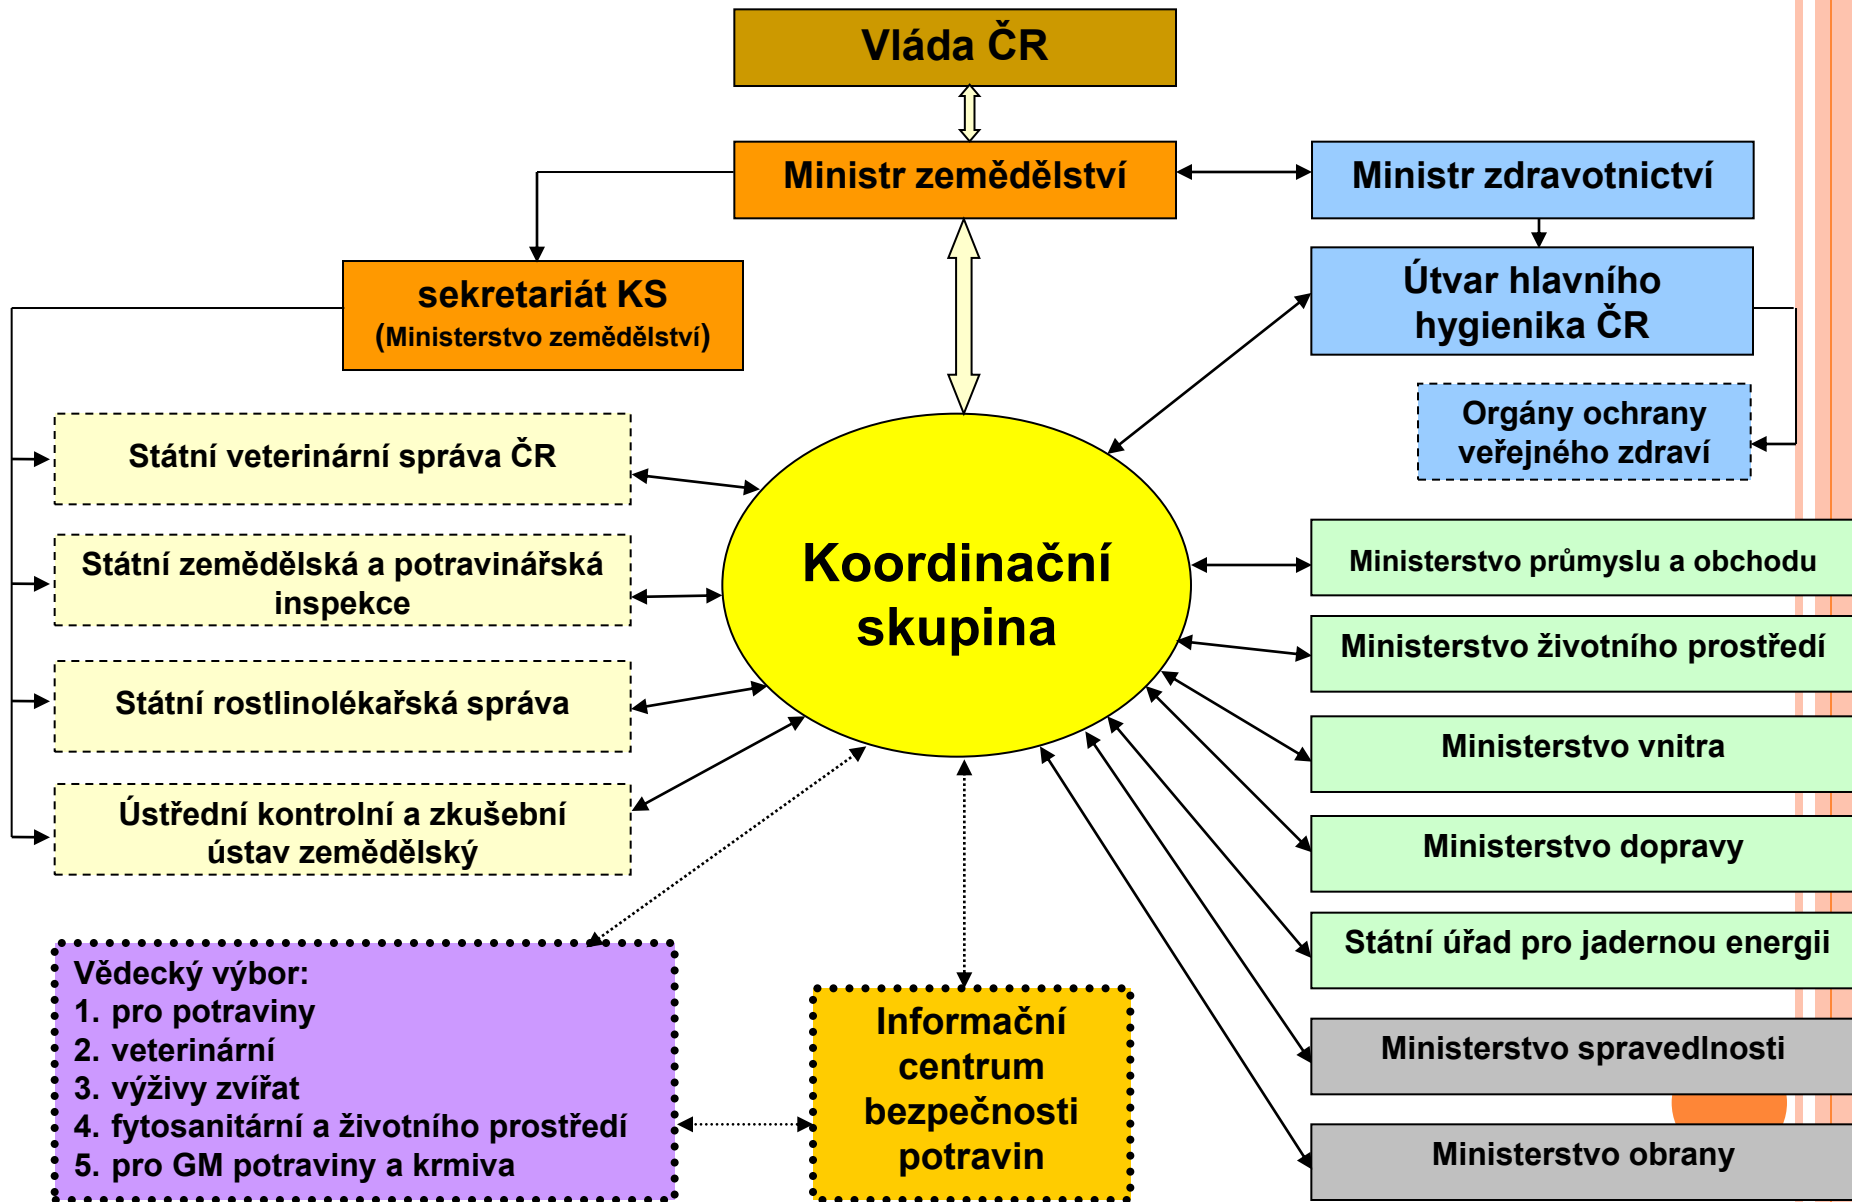 Vláda ČR
Ministr zemědělství
Ministr zdravotnictví
sekretariát KS
(Ministerstvo zemědělství)
Útvar hlavního
hygienika ČR
Orgány ochrany
veřejného zdraví
Státní veterinární správa ČR
Státní zemědělská a potravinářská
inspekce
Státní rostlinolékařská správa
Ústřední kontrolní a zkušební
ústav zemědělský
Koordinační
skupina
Ministerstvo průmyslu a obchodu
Ministerstvo životního prostředí
Ministerstvo vnitra
Ministerstvo dopravy
Státní úřad pro jadernou energii
Ministerstvo spravedlnosti
Ministerstvo obrany
Vědecký výbor:
1. pro potraviny
2. veterinární
3. výživy zvířat
4. fytosanitární a životního prostředí
5. pro GM potraviny a krmiva
Informační
centrum
bezpečnosti
potravin